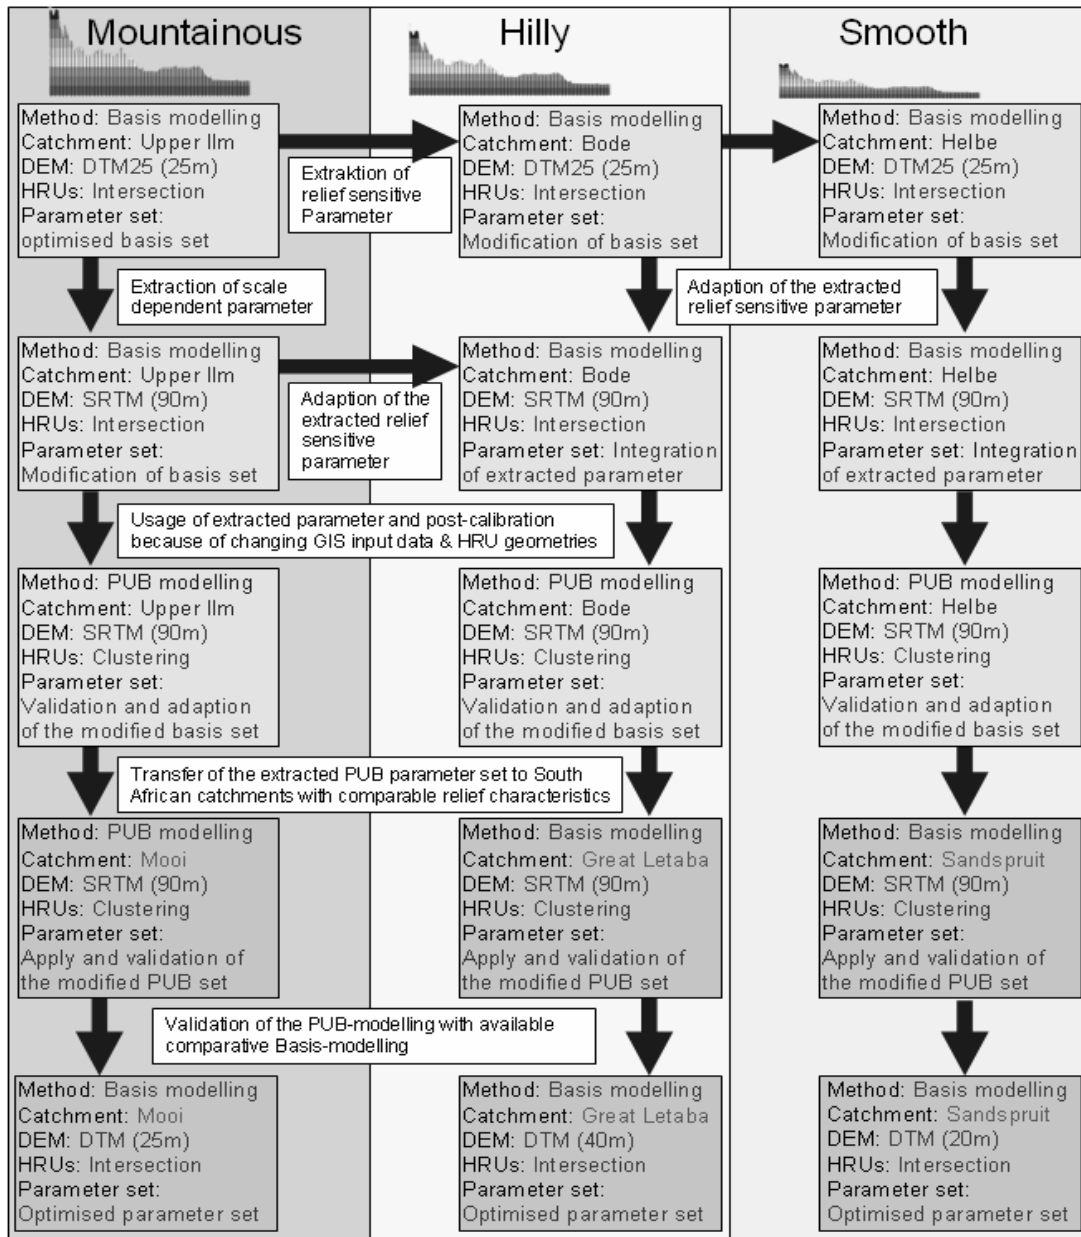 Mountainous
Hilly
Smooth
Method: Basis modelling
Catchment: Upper Ilm
DEM: DTM25 (25m)
HRUs: Intersection
Parameter set:
optimised basis set
Extraktion of
relief sensitive
Parameter
Method: Basis modelling
Catchment: Bode
DEM: DTM25 (25m)
HRUs: Intersection
Parameter set:
Modification of basis set
Method: Basis modelling
Catchment: Helbe
DEM: DTM25 (25m)
HRUs: Intersection
Parameter set:
Modification of basis set
Extraction of scale
dependent parameter
Adaption of the extracted
relief sensitive parameter
Method: Basis modelling
Catchment: Upper Ilm
DEM: SRTM (90m)
HRUs: Intersection
Parameter set:
Modification of basis set
Adaption of the
extracted relief
sensitive
parameter
Method: Basis modelling
Catchment: Bode
DEM: SRTM (90m)
HRUs: Intersection
Parameter set: Integration
of extracted parameter
Method: Basis modelling
Catchment: Helbe
DEM: SRTM (90m)
HRUs: Intersection
Parameter set: Integration
of extracted parameter
Usage of extracted parameter and post-calibration
because of changing GIS input data & HRU geometries
Method: PUB modelling
Catchment: Upper Ilm
DEM: SRTM (90m)
HRUs: Clustering
Parameter set:
Validation and adaption
of the modified basis set
Method: PUB modelling
Catchment: Bode
DEM: SRTM (90m)
HRUs: Clustering
Parameter set:
Validation and adaption
of the modified basis set
Method: PUB modelling
Catchment: Helbe
DEM: SRTM (90m)
HRUs: Clustering
Parameter set:
Validation and adaption
of the modified basis set
Transfer of the extracted PUB parameter set to South
African catchments with comparable relief characteristics
Method: PUB modelling
Catchment: Mooi
DEM: SRTM (90m)
HRUs: Clustering
Parameter set:
Apply and validation of
the modified PUB set
Method: Basis modelling
Catchment: Great Letaba
DEM: SRTM (90m)
HRUs: Clustering
Parameter set:
Apply and validation of
the modified PUB set
Method: Basis modelling
Catchment: Sandspruit
DEM: SRTM (90m)
HRUs: Clustering
Parameter set:
Apply and validation of
the modified PUB set
Validation of the PUB-modelling with available
comparative Basis-modelling
Method: Basis modelling
Catchment: Mooi
DEM: DTM (25m)
HRUs: Intersection
Parameter set:
Optimised parameter set
Method: Basis modelling
Catchment: Great Letaba
DEM: DTM (40m)
HRUs: Intersection
Parameter set:
Optimised parameter set
Method: Basis modelling
Catchment: Sandspruit
DEM: DTM (20m)
HRUs: Intersection
Parameter set:
Optimised parameter set